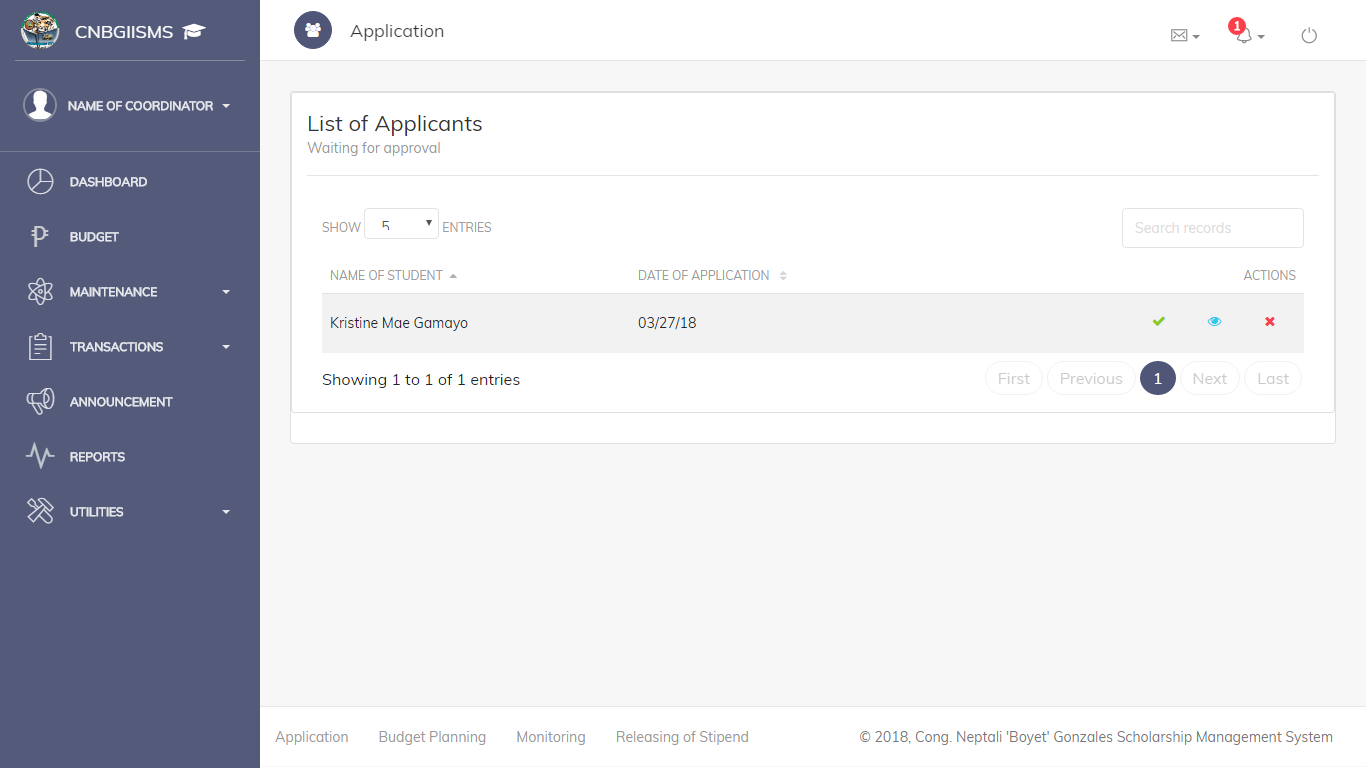 CNBGIISMS
Application
1
NAME OF COORDINATOR
DASHBOARD
BUDGET
MAINTENANCE
TRANSACTIONS
ANNOUNCEMENT
REPORTS
UTILITIES
List of Applicants
Waiting for approval
SHOW 5 ENTRIES
Search records
NAME OF STUDENT DATE OF APPLICATION ACTIONS
Kristine Mae Gamayo 03/27/18
Showing 1 to 1 of 1 entries
First Previous 1 Next Last
Application Budget Planning Monitoring Releasing of Stipend
© 2018, Cong. Neptali 'Boyet' Gonzales Scholarship Management System